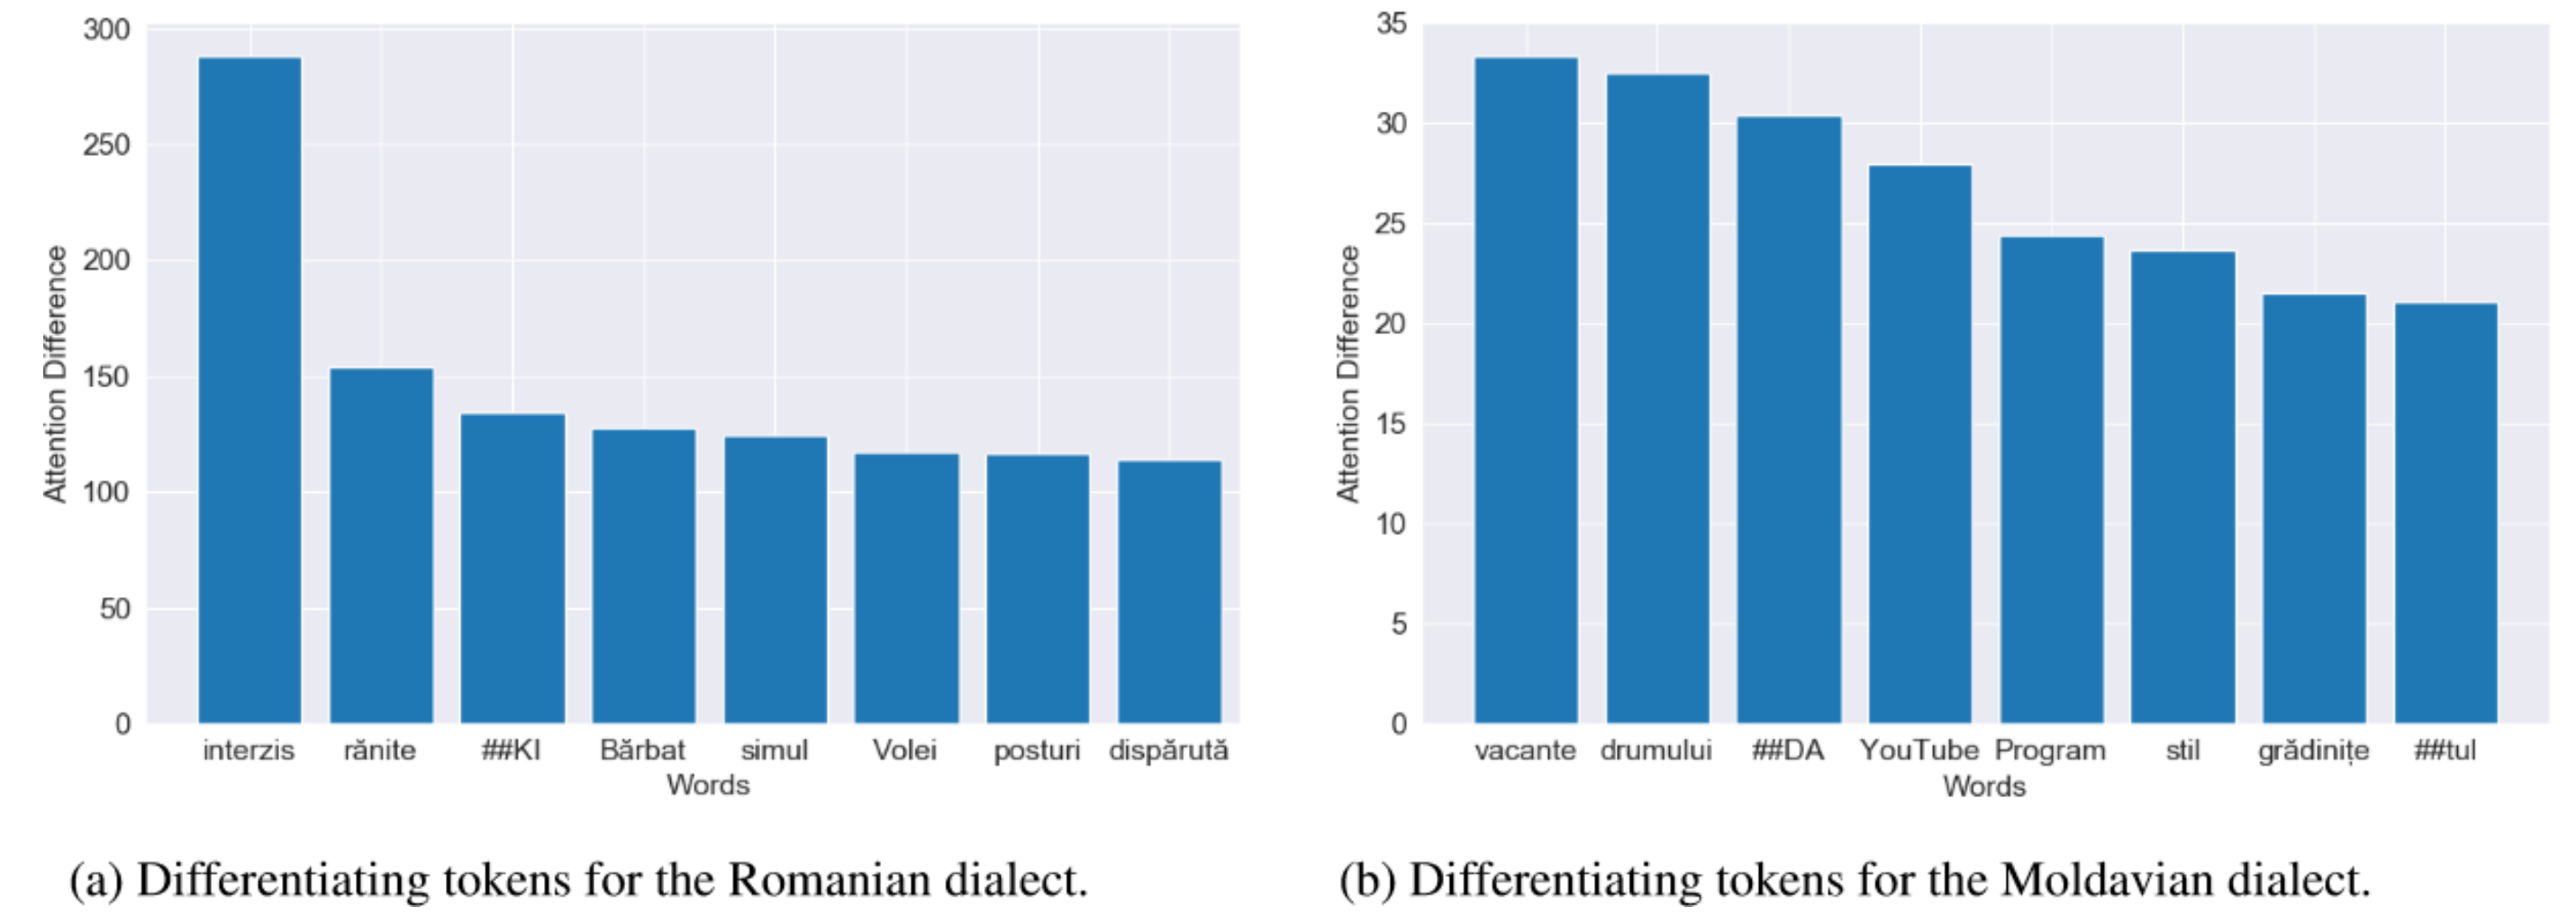 300
250
200
150
100
50
0
Attention Difference
interzis rănite ##KI Bărbat simul Volei posturi dispărută
Words
(a) Differentiating tokens for the Romanian dialect.
35
30
25
20
15
10
5
0
Attention Difference
vacante drumului ##DA YouTube Program stil grădinițe ##tul
Words
(b) Differentiating tokens for the Moldavian dialect.